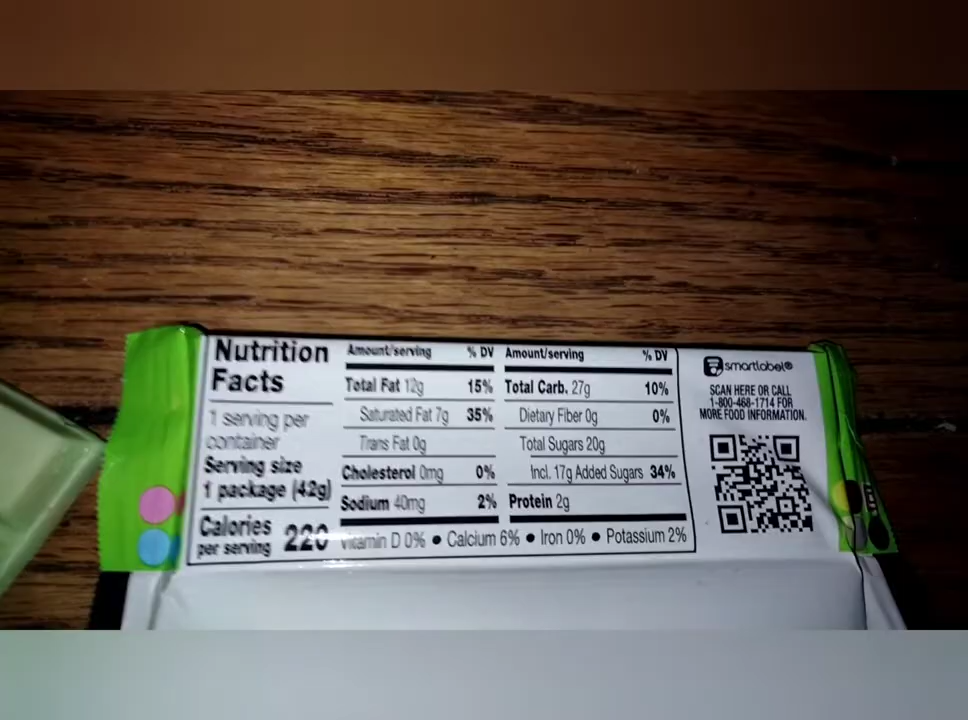 Nutrition
Facts
1 serving per
container
Serving size
1 package (42g)
Calories
per serving 220
Amount/serving % DV
Total Fat 12g 15%
Saturated Fat 7g 35%
Trans Fat 0g
Cholesterol 0mg 0%
Sodium 40mg 2%
Amount/serving % DV
Total Carb. 27g 10%
Dietary Fiber 0g 0%
Total Sugars 20g
Incl. 17g Added Sugars 34%
Protein 2g
Vitamin D 0% • Calcium 6% • Iron 0% • Potassium 2%
smartlabel®
SCAN HERE OR CALL
1-800-468-1714 FOR
MORE FOOD INFORMATION.